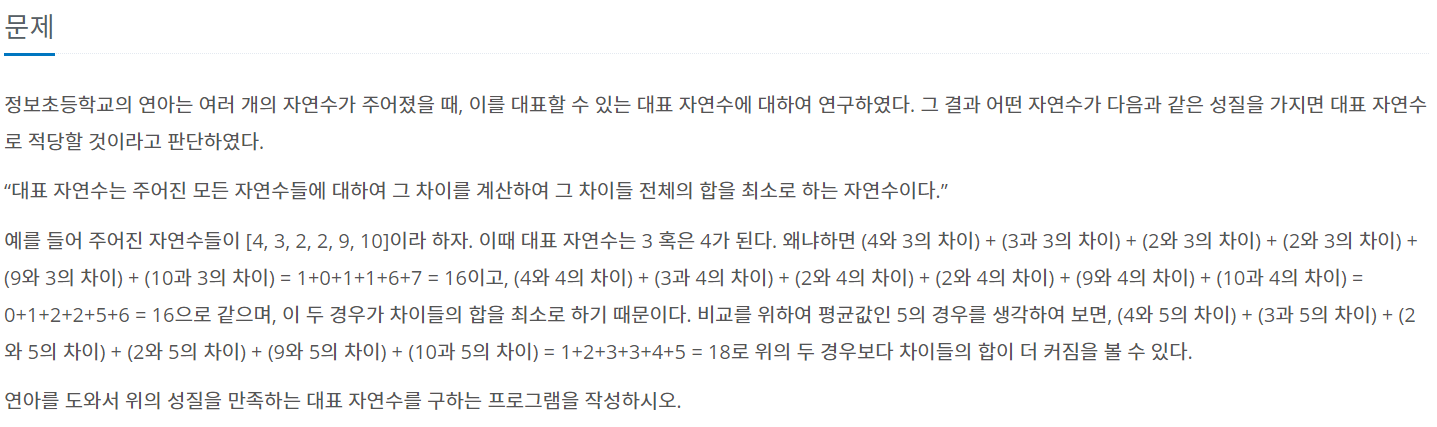 문제
정보초등학교의 연아는 여러 개의 자연수가 주어졌을 때, 이를 대표할 수 있는 대표 자연수에 대하여 연구하였다. 그 결과 어떤 자연수가 다음과 같은 성질을 가지면 대표 자연수
로 적당할 것이라고 판단하였다.
“대표 자연수는 주어진 모든 자연수들에 대하여 그 차이를 계산하여 그 차이들 전체의 합을 최소로 하는 자연수이다.”
예를 들어 주어진 자연수들이 [4, 3, 2, 2, 9, 10]이라 하자. 이때 대표 자연수는 3 혹은 4가 된다. 왜냐하면 (4와 3의 차이) + (3과 3의 차이) + (2와 3의 차이) + (2와 3의 차이) +
(9와 3의 차이) + (10과 3의 차이) = 1+0+1+1+6+7 = 16이고, (4와 4의 차이) + (3과 4의 차이) + (2와 4의 차이) + (2와 4의 차이) + (9와 4의 차이) + (10과 4의 차이) =
0+1+2+2+5+6 = 16으로 같으며, 이 두 경우가 차이들의 합을 최소로 하기 때문이다. 비교를 위하여 평균값인 5의 경우를 생각하여 보면, (4와 5의 차이) + (3과 5의 차이) + (2
와 5의 차이) + (2와 5의 차이) + (9와 5의 차이) + (10과 5의 차이) = 1+2+3+3+4+5 = 18로 위의 두 경우보다 차이들의 합이 더 커짐을 볼 수 있다.
연아를 도와서 위의 성질을 만족하는 대표 자연수를 구하는 프로그램을 작성하시오.